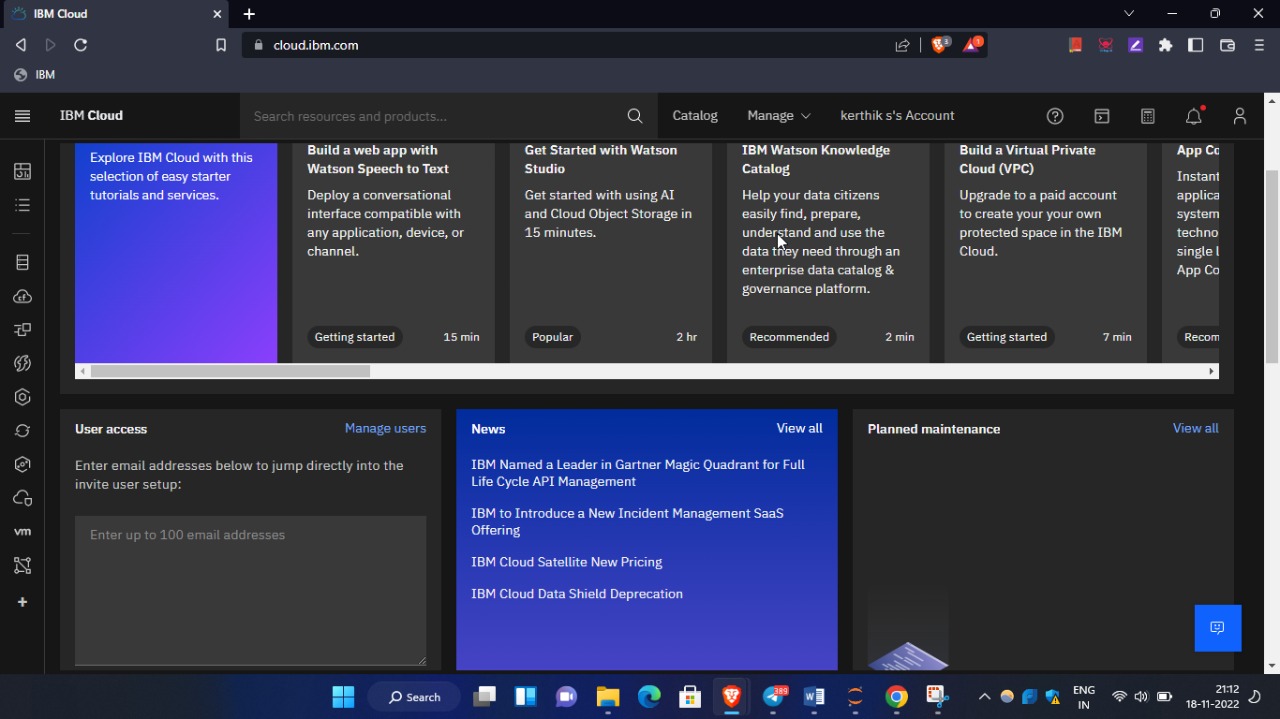 IBM Cloud
cloud.ibm.com
3
1
IBM
IBM Cloud
Search resources and products...
Catalog
Manage
kerthik s's Account
Explore IBM Cloud with this
selection of easy starter
tutorials and services.
Build a web app with
Watson Speech to Text
Deploy a conversational
interface compatible with
any application, device, or
channel.
Getting started
15 min
Get Started with Watson
Studio
Get started with using AI
and Cloud Object Storage in
15 minutes.
Popular
2 hr
IBM Watson Knowledge
Catalog
Help your data citizens
easily find, prepare,
understand and use the
data they need through an
enterprise data catalog &
governance platform.
Recommended
2 min
Build a Virtual Private
Cloud (VPC)
Upgrade to a paid account
to create your your own
protected space in the IBM
Cloud.
Getting started
7 min
App Co
Instant
applica
system
techno
single l
App Co
Recom
vm
User access
Manage users
Enter email addresses below to jump directly into the
invite user setup:
Enter up to 100 email addresses
News
View all
IBM Named a Leader in Gartner Magic Quadrant for Full
Life Cycle API Management
IBM to Introduce a New Incident Management SaaS
Offering
IBM Cloud Satellite New Pricing
IBM Cloud Data Shield Deprecation
Planned maintenance
View all
Search
389
ENG
IN
21:12
18-11-2022